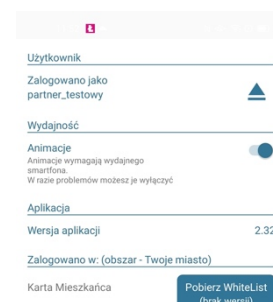 Użytkownik
Zalogowano jako
partner_testowy
Wydajność
Animacje
Animacje wymagają wydajnego
smartfona.
W razie problemów możesz je wyłączyć
Aplikacja
Wersja aplikacji 2.32
Zalogowano w: (obszar - Twoje miasto)
Karta Mieszkańca
Pobierz WhiteList
(brak wersji)